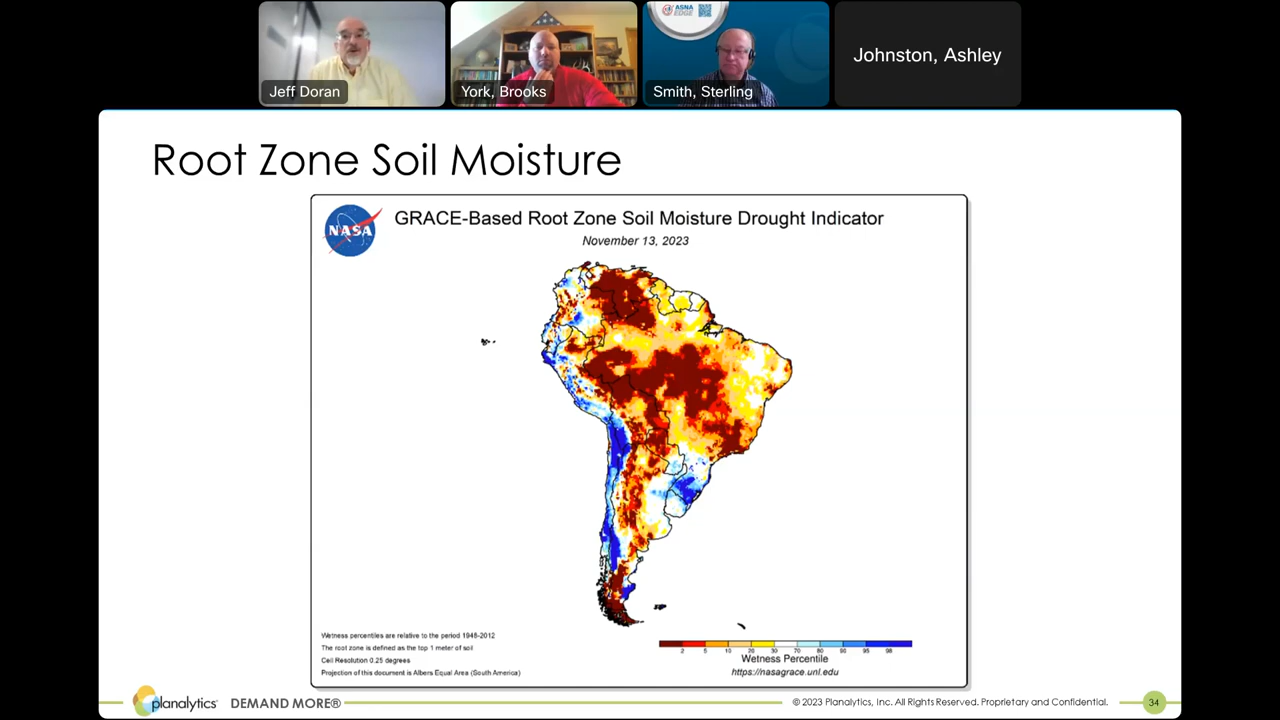 ASNA
EDGE
Jeff Doran
York, Brooks
Smith, Sterling
Johnston, Ashley
Root Zone Soil Moisture
NASA
GRACE-Based Root Zone Soil Moisture Drought Indicator
November 13, 2023
Wetness percentiles are relative to the period 1948-2012
The root zone is defined as the top 1 meter of soil
Cell Resolution 0.25 degrees
Projection of this document is Albers Equal Area (South America)
2 5 10 20 30 70 80 90 95 98
Wetness Percentile
https://nasagrace.unl.edu
planalytics DEMAND MORE®
© 2023 Planalytics, Inc. All Rights Reserved. Proprietary and Confidential.
34